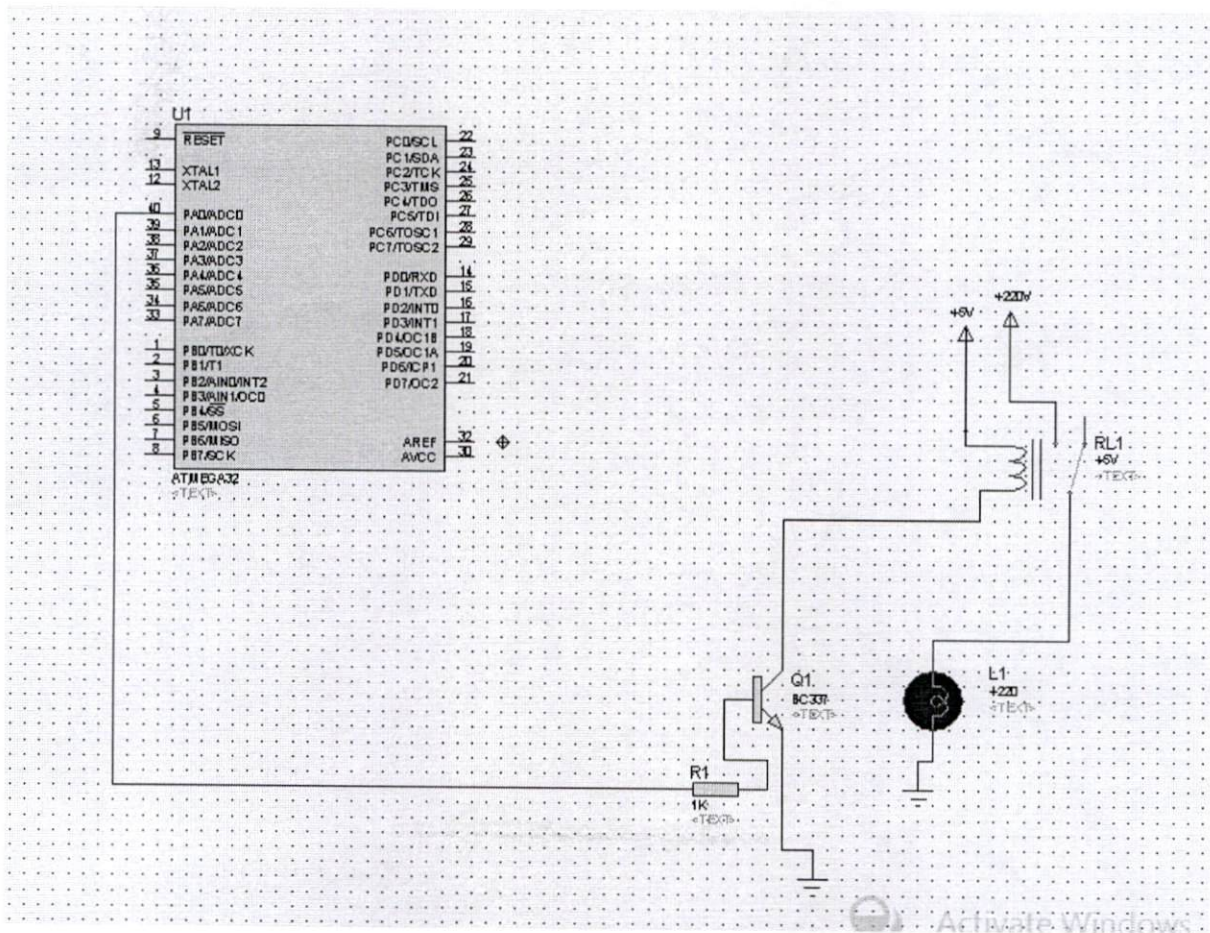 U1
9 RESET
13 XTAL1
12 XTAL2
40 PA0/ADC0
39 PA1/ADC1
38 PA2/ADC2
37 PA3/ADC3
36 PA4/ADC4
35 PA5/ADC5
34 PA6/ADC6
33 PA7/ADC7
1 PB0/T0/XCK
2 PB1/T1
3 PB2/AIN0/INT2
4 PB3/AIN1/OC0
5 PB4/SS
6 PB5/MOSI
7 PB6/MISO
8 PB7/SCK
PC0/SCL 22
PC1/SDA 23
PC2/TCK 24
PC3/TMS 25
PC4/TDO 26
PC5/TDI 27
PC6/TOSC1 28
PC7/TOSC2 29
PD0/RXD 14
PD1/TXD 15
PD2/INT0 16
PD3/INT1 17
PD4/OC1B 18
PD5/OC1A 19
PD6/ICP1 20
PD7/OC2 21
AREF 32
AVCC 30
ATMEGA32
<TEXT>
+220V
RL1
<TEXT>
Q1
BC337
<TEXT>
L1
+220
<TEXT>
R1
1K
<TEXT>
Activate Windows